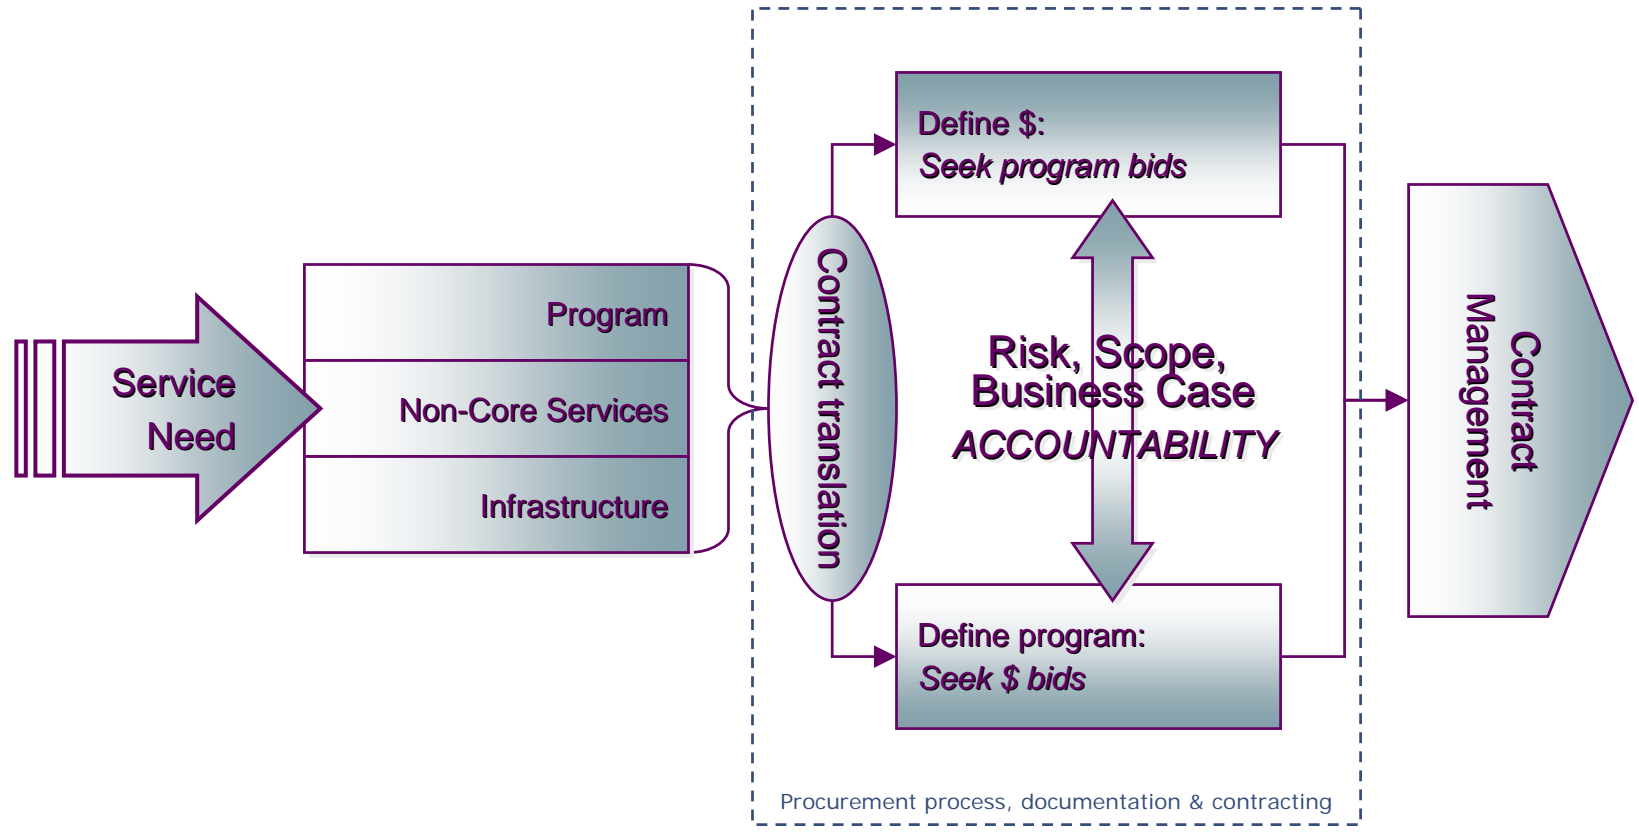 Service
Need
Program
Non-Core Services
Infrastructure
Contract translation
Define $:
Seek program bids
Risk, Scope,
Business Case
ACCOUNTABILITY
Define program:
Seek $ bids
Procurement process, documentation & contracting
Contract
Management